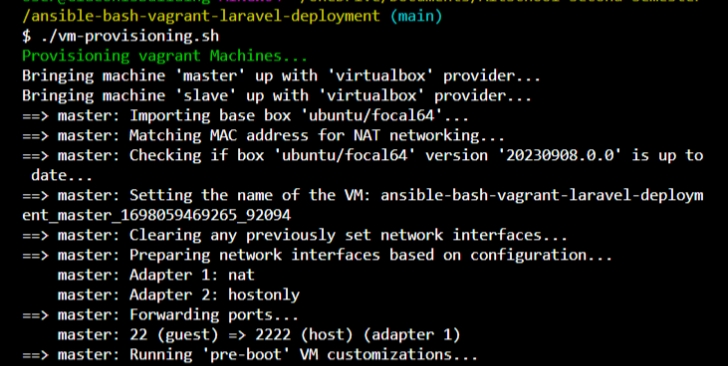 /ansible-bash-vagrant-laravel-deployment (main)
$ ./vm-provisioning.sh
Provisioning vagrant Machines...
Bringing machine 'master' up with 'virtualbox' provider...
Bringing machine 'slave' up with 'virtualbox' provider...
==> master: Importing base box 'ubuntu/focal64'...
==> master: Matching MAC address for NAT networking...
==> master: Checking if box 'ubuntu/focal64' version '20230908.0.0' is up to
date...
==> master: Setting the name of the VM: ansible-bash-vagrant-laravel-deploym
ent_master_1698059469265_92094
==> master: Clearing any previously set network interfaces...
==> master: Preparing network interfaces based on configuration...
master: Adapter 1: nat
master: Adapter 2: hostonly
==> master: Forwarding ports...
master: 22 (guest) => 2222 (host) (adapter 1)
==> master: Running 'pre-boot' VM customizations...